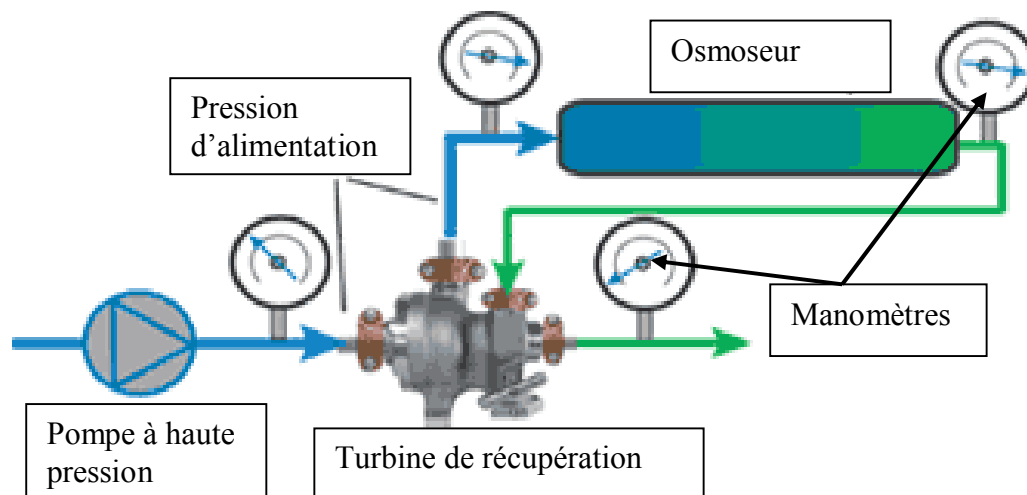 Osmoseur
Pression
d’alimentation
Manomètres
Pompe à haute
pression
Turbine de récupération